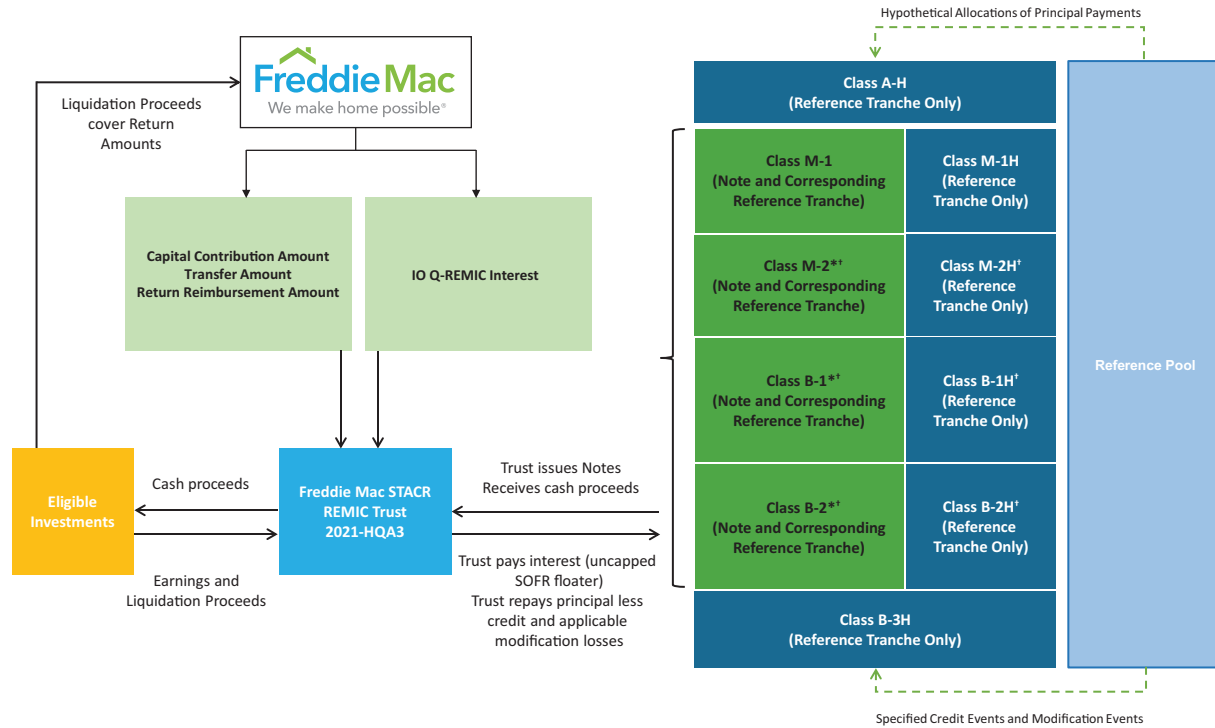 Hypothetical Allocations of Principal Payments
FreddieMac
We make home possible®
Liquidation Proceeds
cover Return
Amounts
Capital Contribution Amount
Transfer Amount
Return Reimbursement Amount
IO Q-REMIC Interest
Eligible
Investments
Cash proceeds
Earnings and
Liquidation Proceeds
Freddie Mac STACR
REMIC Trust
2021-HQA3
Trust issues Notes
Receives cash proceeds
Trust pays interest (uncapped
SOFR floater)
Trust repays principal less
credit and applicable
modification losses
Class A-H
(Reference Tranche Only)
Class M-1
(Note and Corresponding
Reference Tranche)
Class M-1H
(Reference
Tranche Only)
Class M-2*†
(Note and Corresponding
Reference Tranche)
Class M-2H†
(Reference
Tranche Only)
Class B-1*†
(Note and Corresponding
Reference Tranche)
Class B-1H†
(Reference
Tranche Only)
Class B-2*†
(Note and Corresponding
Reference Tranche)
Class B-2H†
(Reference
Tranche Only)
Class B-3H
(Reference Tranche Only)
Reference Pool
Specified Credit Events and Modification Events